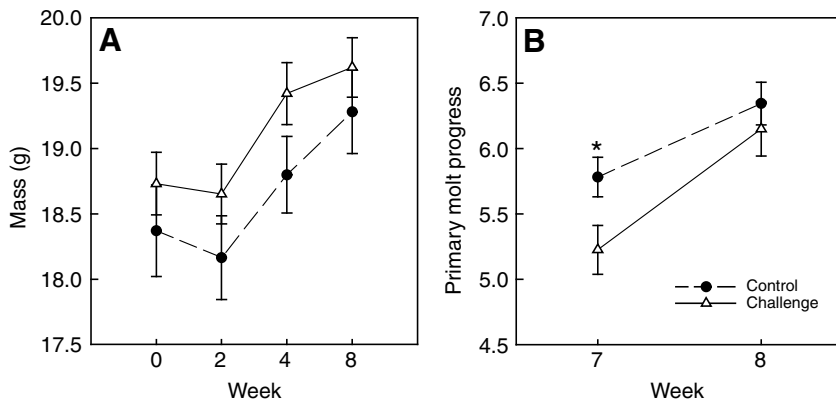 A
20.0
19.5
19.0
18.5
18.0
17.5
Mass (g)
0 2 4 8
Week
B
7.0
6.5
6.0
5.5
5.0
4.5
Primary molt progress
*
Control
Challenge
7 8
Week